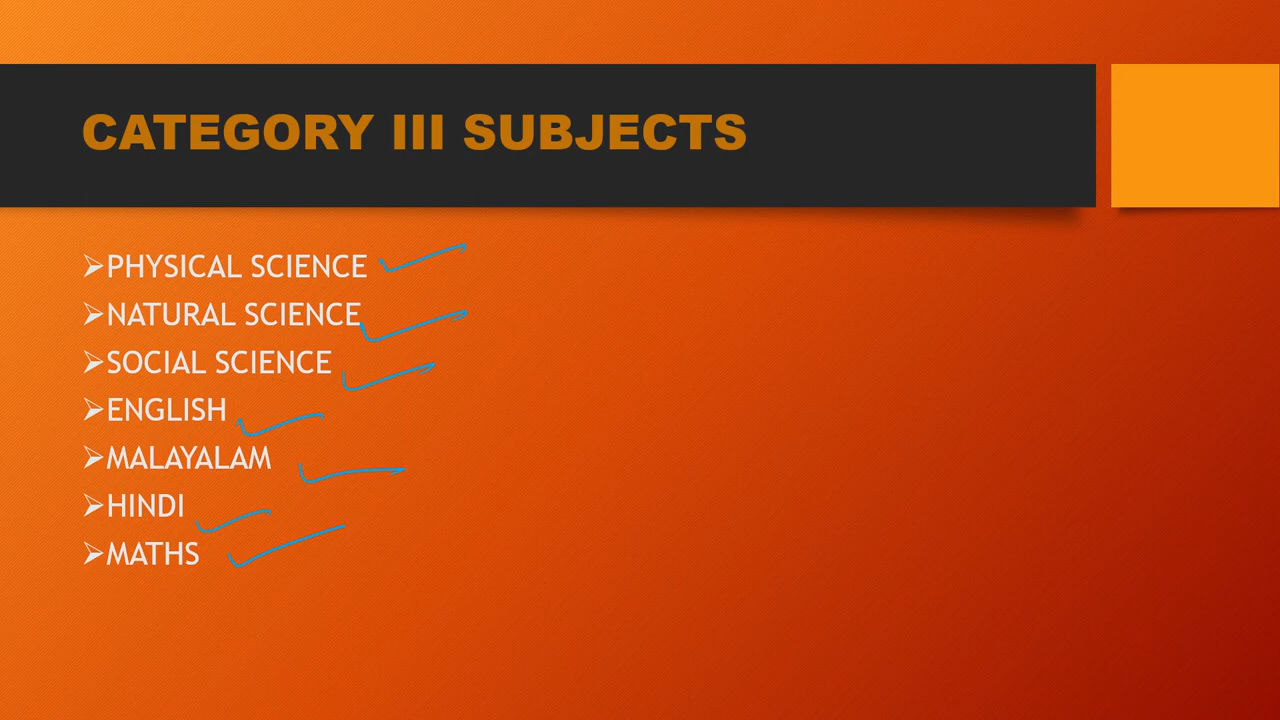 CATEGORY III SUBJECTS
➢PHYSICAL SCIENCE
➢NATURAL SCIENCE
➢SOCIAL SCIENCE
➢ENGLISH
➢MALAYALAM
➢HINDI
➢MATHS